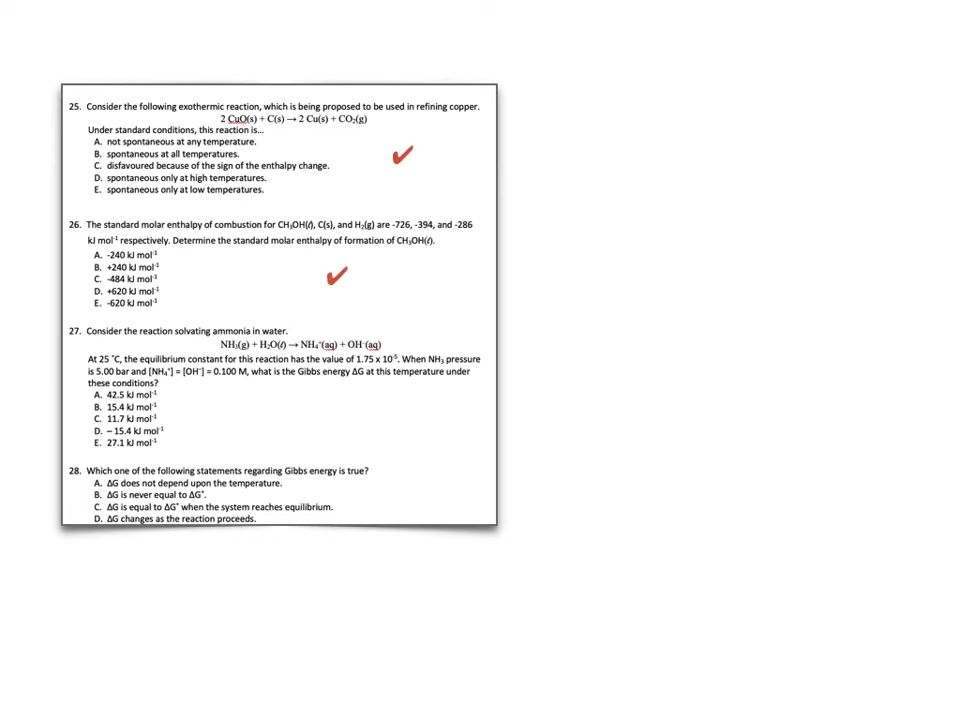 25. Consider the following exothermic reaction, which is being proposed to be used in refining copper.
2 CuO(s) + C(s) → 2 Cu(s) + CO₂(g)
Under standard conditions, this reaction is...
A. not spontaneous at any temperature.
B. spontaneous at all temperatures.
C. disfavoured because of the sign of the enthalpy change.
D. spontaneous only at high temperatures.
E. spontaneous only at low temperatures.
26. The standard molar enthalpy of combustion for CH₃OH(ℓ), C(s), and H₂(g) are -726, -394, and -286
kJ mol⁻¹ respectively. Determine the standard molar enthalpy of formation of CH₃OH(ℓ).
A. -240 kJ mol⁻¹
B. +240 kJ mol⁻¹
C. -484 kJ mol⁻¹
D. +620 kJ mol⁻¹
E. -620 kJ mol⁻¹
27. Consider the reaction solvating ammonia in water.
NH₃(g) + H₂O(ℓ) → NH₄⁺(aq) + OH⁻(aq)
At 25 °C, the equilibrium constant for this reaction has the value of 1.75 x 10⁻⁵. When NH₃ pressure
is 5.00 bar and [NH₄⁺] = [OH⁻] = 0.100 M, what is the Gibbs energy ΔG at this temperature under
these conditions?
A. 42.5 kJ mol⁻¹
B. 15.4 kJ mol⁻¹
C. 11.7 kJ mol⁻¹
D. – 15.4 kJ mol⁻¹
E. 27.1 kJ mol⁻¹
28. Which one of the following statements regarding Gibbs energy is true?
A. ΔG does not depend upon the temperature.
B. ΔG is never equal to ΔG°.
C. ΔG is equal to ΔG° when the system reaches equilibrium.
D. ΔG changes as the reaction proceeds.